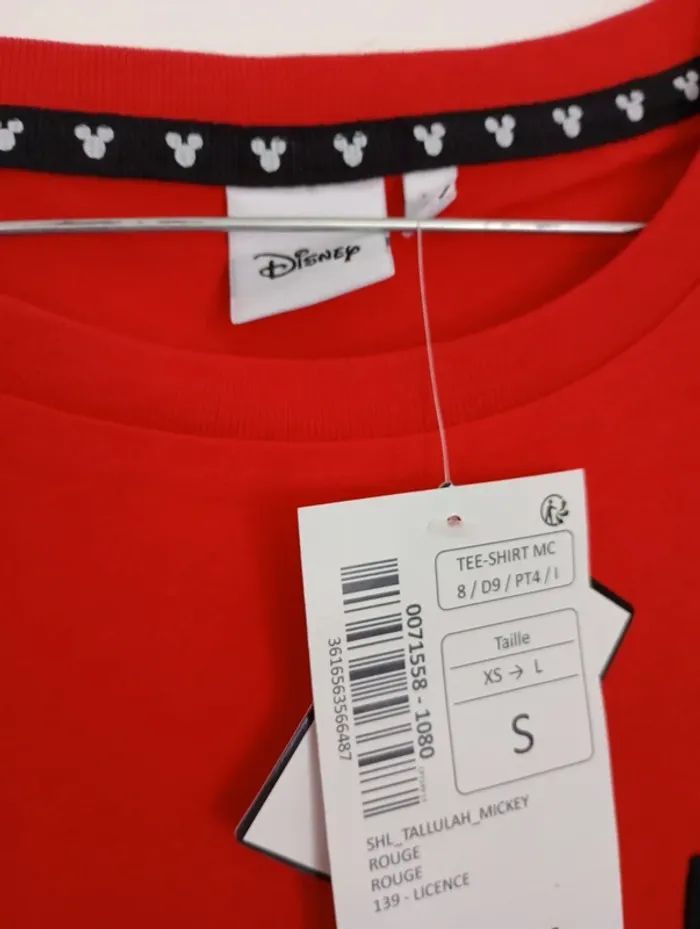 Disney
TEE-SHIRT MC
8 / D9 / PT4 / I
Taille
XS → L
S
0071558 - 1080
3616563566487
SHL_TALLULAH_MICKEY
ROUGE
ROUGE
139 - LICENCE